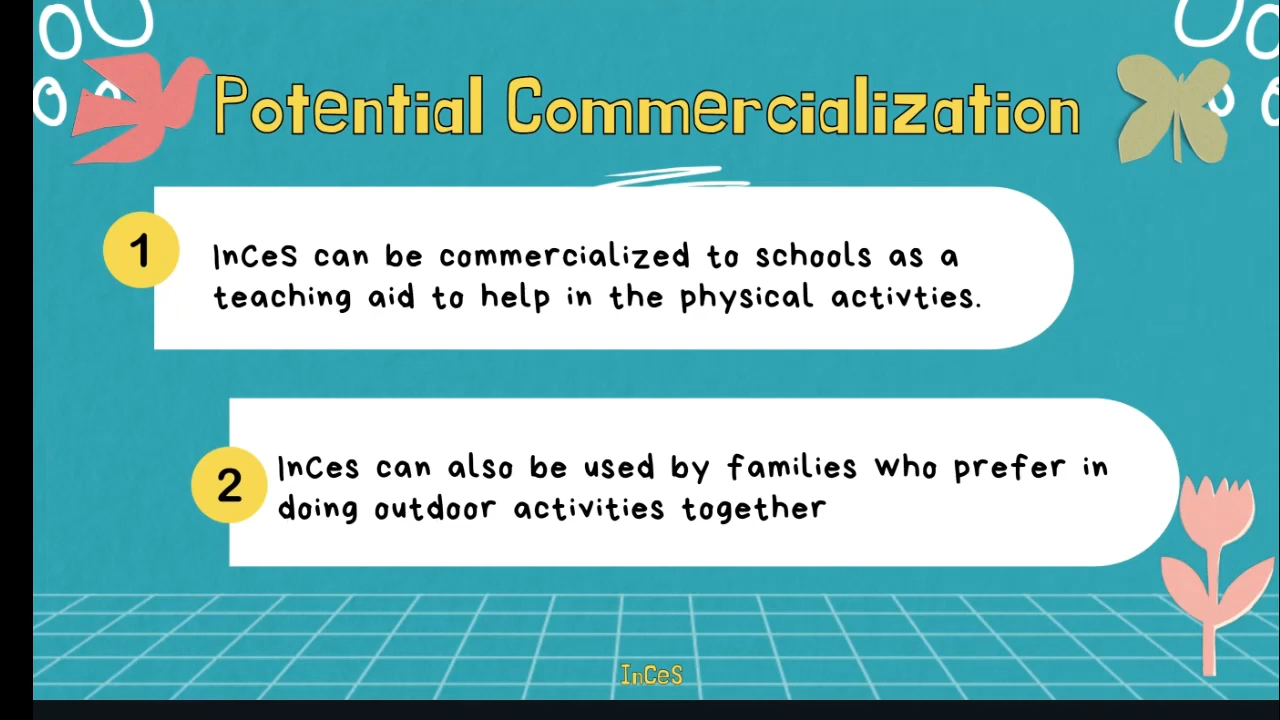 Potential Commercialization
1
InCeS can be commercialized to schools as a
teaching aid to help in the physical activties.
2
InCes can also be used by families who prefer in
doing outdoor activities together
InCeS